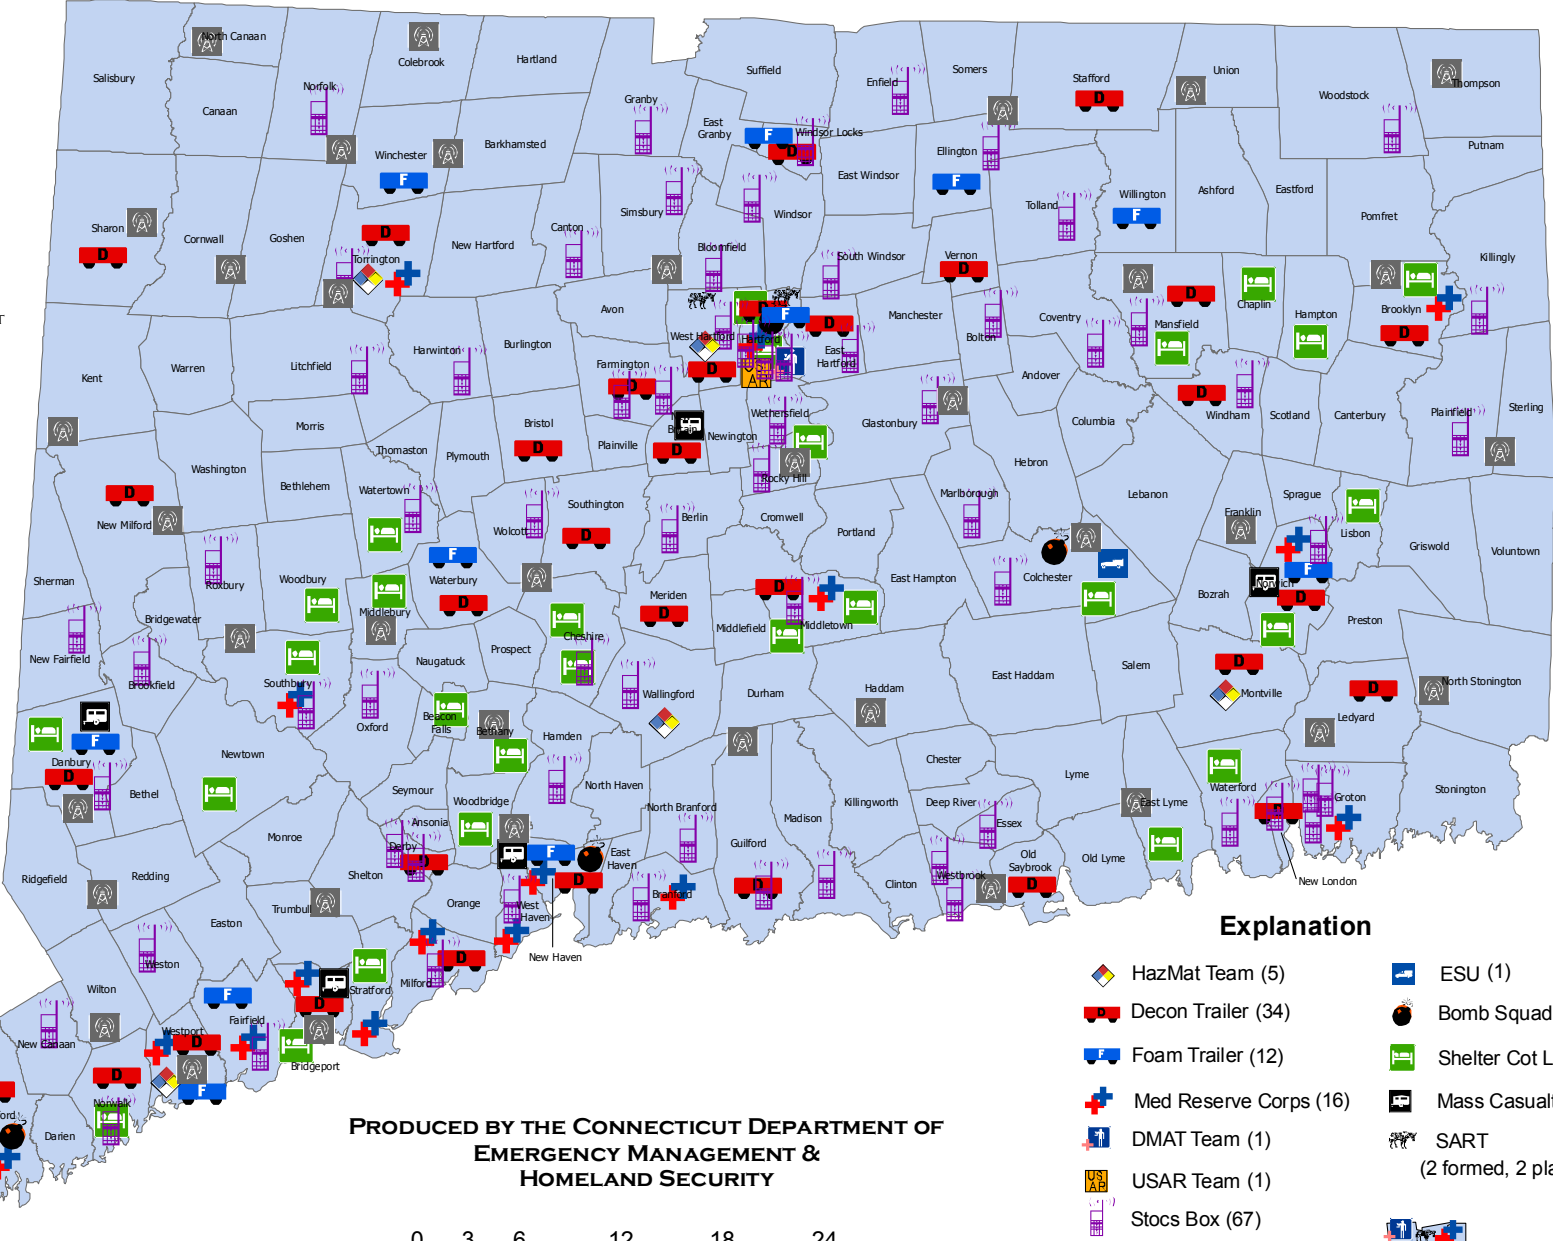 North Canaan
Colebrook
Hartland
Suffield
Somers
Union
Salisbury
Enfield
Stafford
Thompson
Norfolk
Granby
Woodstock
Canaan
East
Granby
Windsor Locks
Barkhamsted
Putnam
Winchester
Ellington
East Windsor
Ashford
Eastford
Willington
Simsbury
Windsor
Tolland
Pomfret
Sharon
Cornwall
Goshen
New Hartford
Canton
Bloomfield
South Windsor
Vernon
Killingly
Torrington
Chaplin
Avon
Manchester
Coventry
Mansfield
Hampton
Brooklyn
West Hartford
Hartford
Bolton
Burlington
Harwinton
East
Hartford
Litchfield
Warren
Kent
Farmington
Andover
Windham
Scotland
Canterbury
Plainfield
Sterling
Wethersfield
Glastonbury
Columbia
Morris
Bristol
Britain
Newington
Plainville
Thomaston
Plymouth
Washington
Hebron
Rocky Hill
Bethlehem
Watertown
Marlborough
Lebanon
Sprague
Southington
Franklin
New Milford
Wolcott
Berlin
Cromwell
Portland
Lisbon
Griswold
Voluntown
Sherman
Roxbury
Woodbury
Waterbury
East Hampton
Colchester
Norwich
Bozrah
Meriden
Middlebury
Bridgewater
Middlefield
Middletown
Preston
Cheshire
Prospect
Naugatuck
New Fairfield
Salem
East Haddam
Brookfield
Southbury
Wallingford
Durham
Haddam
Montville
North Stonington
Oxford
Beacon
Falls
Bethany
Hamden
Ledyard
Newtown
Danbury
Chester
Lyme
Bethel
Seymour
North Haven
Waterford
Stonington
Woodbridge
North Branford
Killingworth
Deep River
East Lyme
Groton
Ansonia
Madison
Essex
Monroe
Derby
Guilford
East
Haven
Old
Saybrook
Old Lyme
Ridgefield
Redding
Shelton
Westbrook
Clinton
New London
Branford
Trumbull
Orange
West
Haven
Easton
New Haven
Weston
Wilton
Stratford
Milford
Fairfield
Westport
New Canaan
Bridgeport
Norwalk
Darien
Explanation
HazMat Team (5)
ESU (1)
Decon Trailer (34)
Bomb Squad
Foam Trailer (12)
Shelter Cot L
Med Reserve Corps (16)
Mass Casualt
DMAT Team (1)
SART
(2 formed, 2 pla
USAR Team (1)
Stocs Box (67)
Produced by the Connecticut Department of
Emergency Management &
Homeland Security
0 3 6 12 18 24